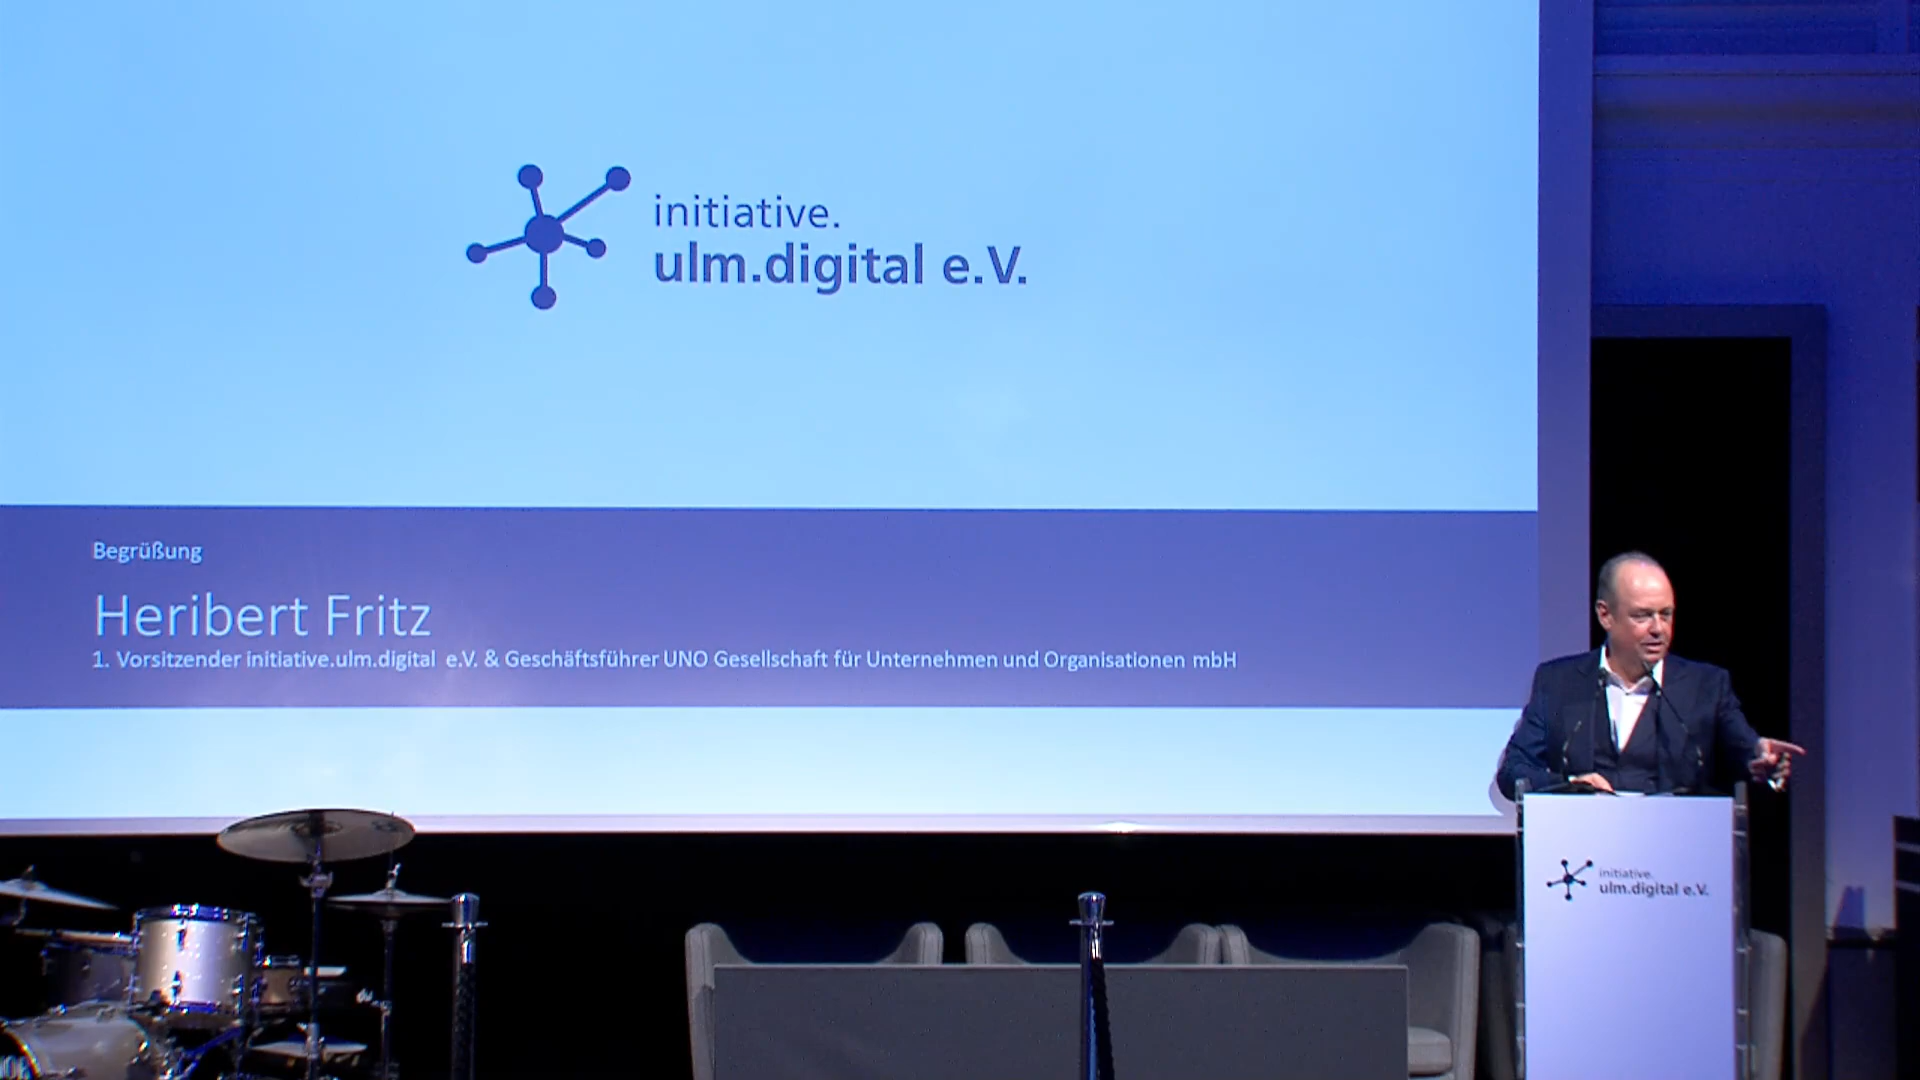 initiative.
ulm.digital e.V.
Begrüßung
Heribert Fritz
1. Vorsitzender initiative.ulm.digital e.V. & Geschäftsführer UNO Gesellschaft für Unternehmen und Organisationen mbH
initiative.
ulm.digital e.V.